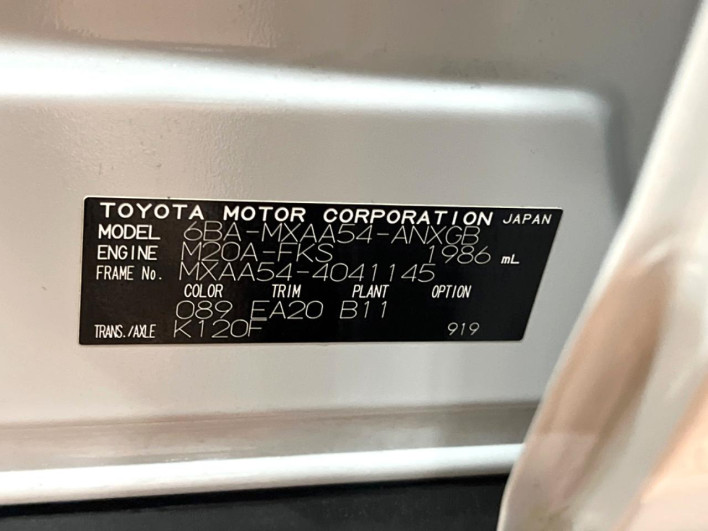 TOYOTA MOTOR CORPORATION JAPAN
MODEL 6BA-MXAA54-ANXGB
ENGINE M20A-FKS 1986 mL
FRAME No. MXAA54-4041145
COLOR TRIM PLANT OPTION
089 EA20 B11
TRANS./AXLE K120F 919